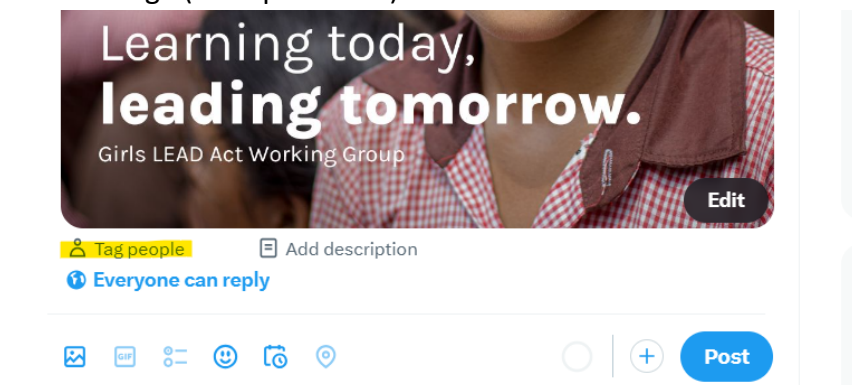 Learning today,
leading tomorrow.
Girls LEAD Act Working Group
Edit
Tag people Add description
Everyone can reply
GIF Post